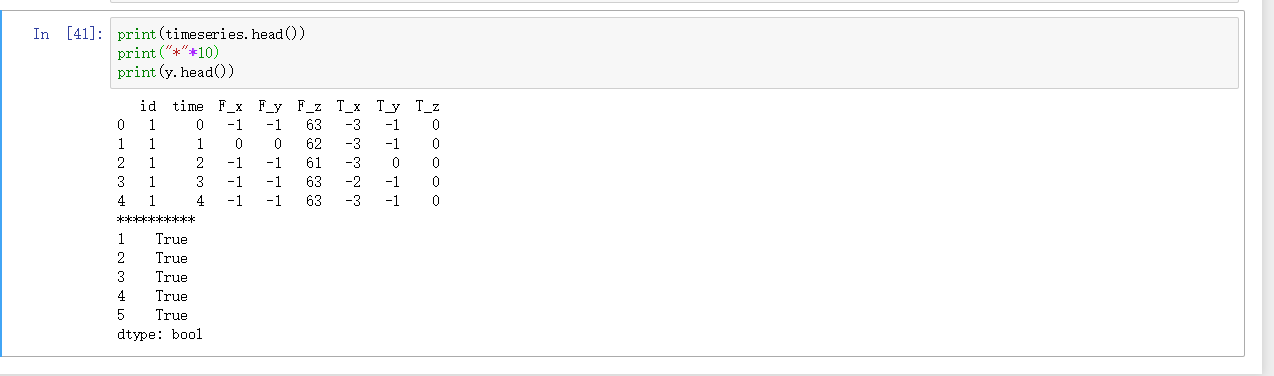 In [41]:
print(timeseries.head())
print("*"*10)
print(y.head())
   id  time  F_x  F_y  F_z  T_x  T_y  T_z
0   1     0   -1   -1   63   -3   -1    0
1   1     1    0    0   62   -3   -1    0
2   1     2   -1   -1   61   -3    0    0
3   1     3   -1   -1   63   -2   -1    0
4   1     4   -1   -1   63   -3   -1    0
**********
1    True
2    True
3    True
4    True
5    True
dtype: bool